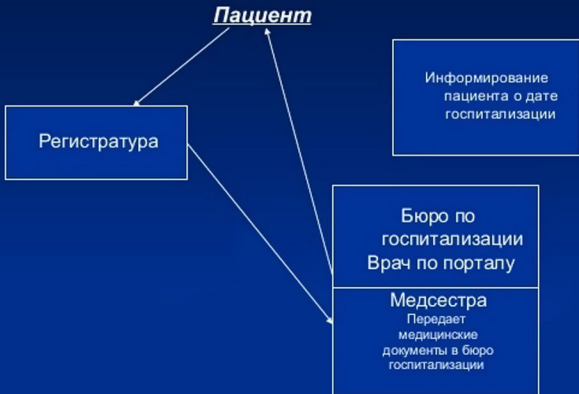 Пациент
Информирование
пациента о дате
госпитализации
Регистратура
Бюро по
госпитализации
Врач по порталу
Медсестра
Передает
медицинские
документы в бюро
госпитализации